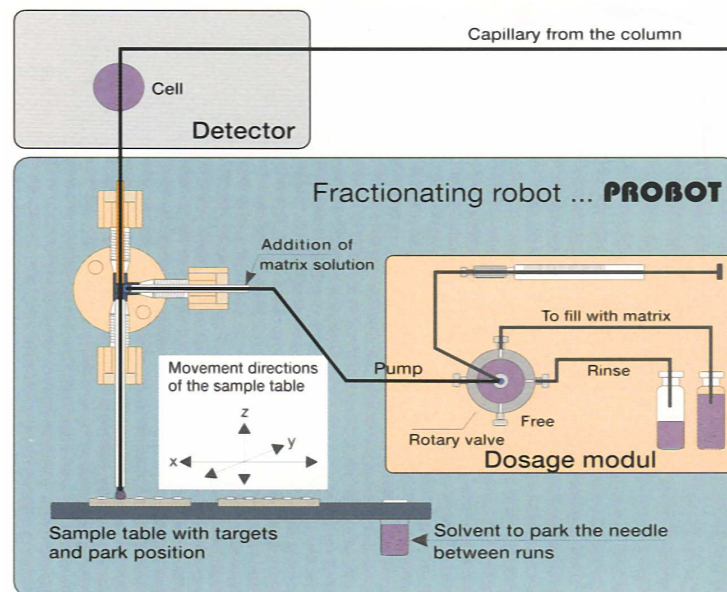 Capillary from the column
Cell
Detector
Fractionating robot ... PROBOT
Addition of
matrix solution
To fill with matrix
Movement directions
of the sample table
z
y
x
Pump
Rinse
Free
Rotary valve
Dosage modul
Sample table with targets
and park position
Solvent to park the needle
between runs